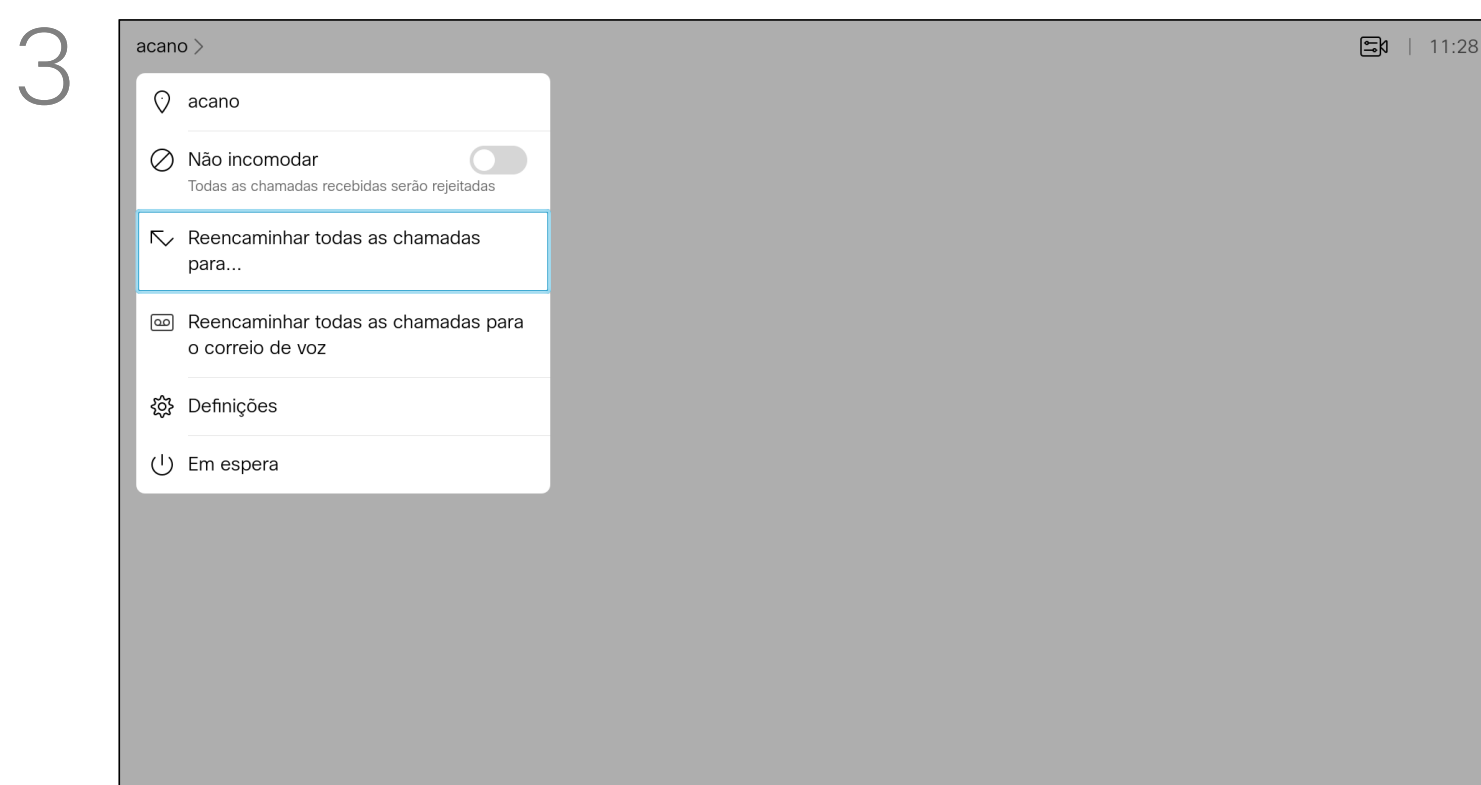 3
acano >
11:28
acano
Não incomodar
Todas as chamadas recebidas serão rejeitadas
Reencaminhar todas as chamadas
para...
Reencaminhar todas as chamadas para
o correio de voz
Definições
Em espera